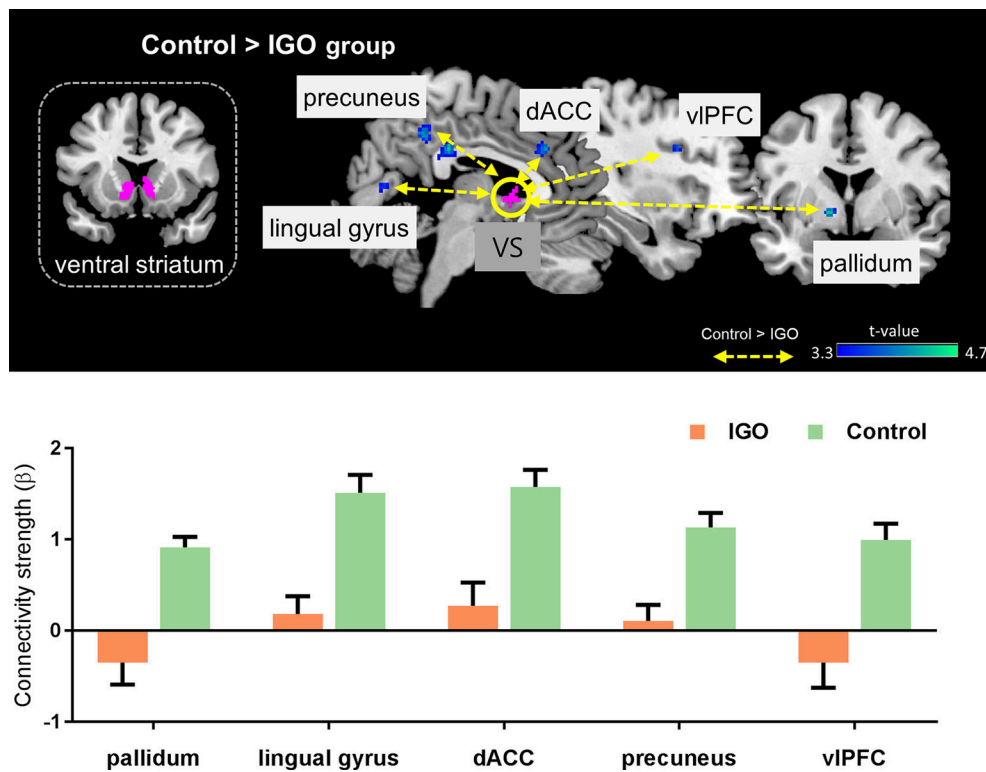 Control > IGO group
precuneus
dACC
vlPFC
lingual gyrus
VS
ventral striatum
pallidum
Control > IGO
t-value
3.3
4.7
IGO
Control
Connectivity strength (β)
2
1
0
-1
pallidum
lingual gyrus
dACC
precuneus
vlPFC